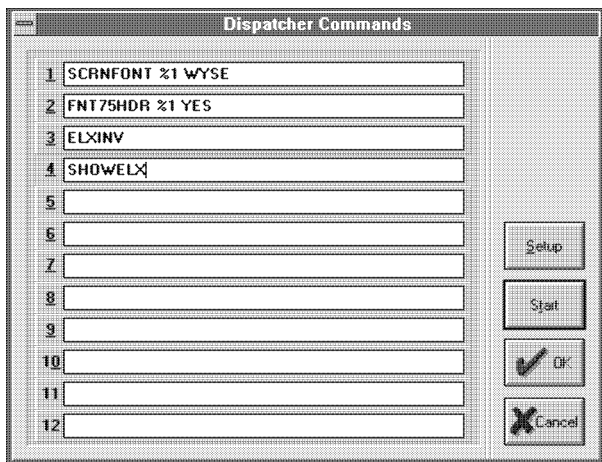 Dispatcher Commands
1 SCRNFONT %1 WYSE
2 FNT75HDR %1 YES
3 ELXINV
4 SHOWELX
5
6
7
8
9
10
11
12
Setup
Start
OK
Cancel